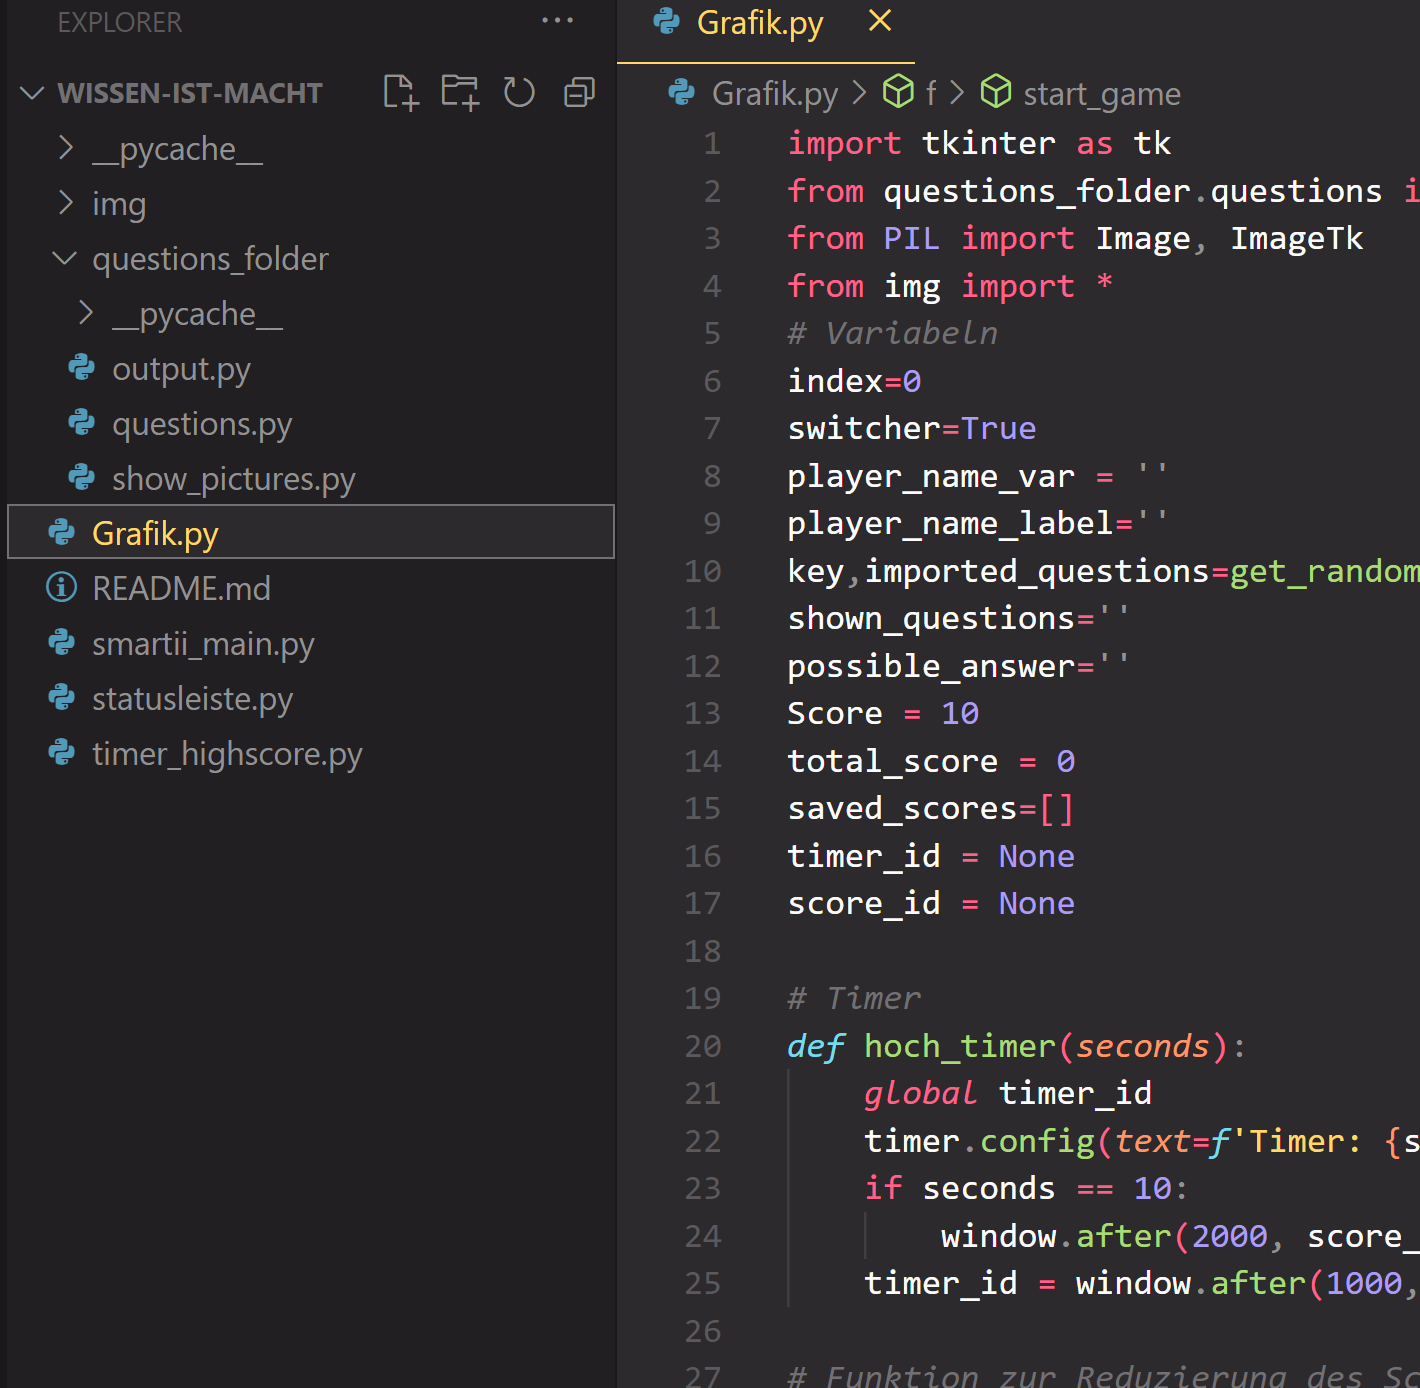 EXPLORER
WISSEN-IST-MACHT
__pycache__
img
questions_folder
__pycache__
output.py
questions.py
show_pictures.py
Grafik.py
README.md
smartii_main.py
statusleiste.py
timer_highscore.py
Grafik.py
Grafik.py > f > start_game
1 import tkinter as tk
2 from questions_folder.questions i
3 from PIL import Image, ImageTk
4 from img import *
5 # Variabeln
6 index=0
7 switcher=True
8 player_name_var = ''
9 player_name_label=''
10 key,imported_questions=get_random
11 shown_questions=''
12 possible_answer=''
13 Score = 10
14 total_score = 0
15 saved_scores=[]
16 timer_id = None
17 score_id = None
18
19 # Timer
20 def hoch_timer(seconds):
21 global timer_id
22 timer.config(text=f'Timer: {s
23 if seconds == 10:
24 window.after(2000, score_
25 timer_id = window.after(1000,
26
27 # Funktion zur Reduzierung des Sc